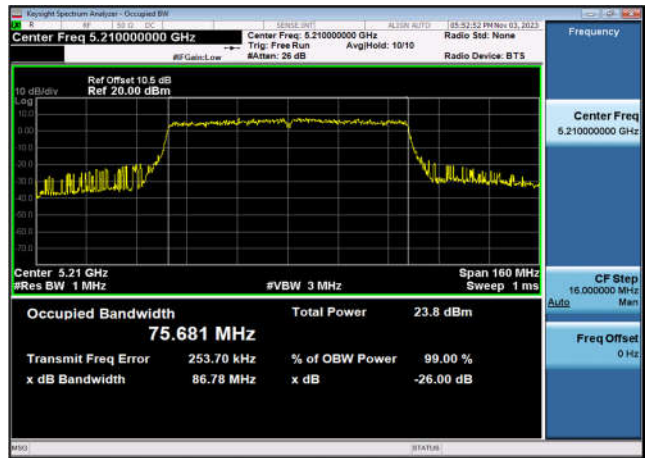 Keysight Spectrum Analyzer - Occupied BW
R RF 50 Ω DC SENSE:INT ALIGN AUTO 05:52:52 PM Nov 03, 2023
Center Freq 5.210000000 GHz
Center Freq: 5.210000000 GHz
Radio Std: None
Trig: Free Run Avg|Hold: 10/10
#IFGain:Low
#Atten: 26 dB
Radio Device: BTS
Frequency
Ref Offset 10.5 dB
10 dB/div Ref 20.00 dBm
Log
10.0
0.00
-10.0
-20.0
-30.0
-40.0
-50.0
-60.0
-70.0
Center Freq
5.210000000 GHz
Center 5.21 GHz
Span 160 MHz
#Res BW 1 MHz
#VBW 3 MHz
Sweep 1 ms
CF Step
16.000000 MHz
Auto Man
Occupied Bandwidth
75.681 MHz
Total Power 23.8 dBm
Transmit Freq Error 253.70 kHz
% of OBW Power 99.00 %
x dB Bandwidth 86.78 MHz
x dB -26.00 dB
Freq Offset
0 Hz
MSG
STATUS